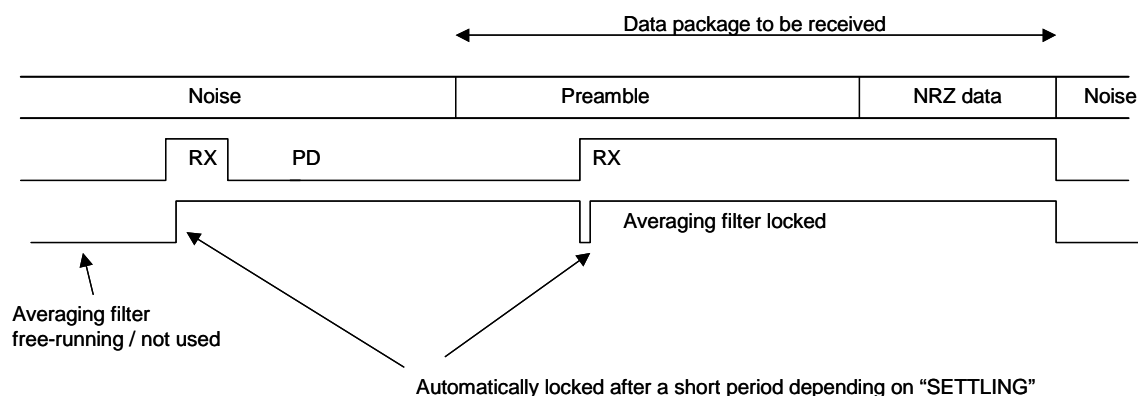 Data package to be received
Noise Preamble NRZ data Noise
RX PD RX
Averaging filter locked
Averaging filter
free-running / not used
Automatically locked after a short period depending on “SETTLING”